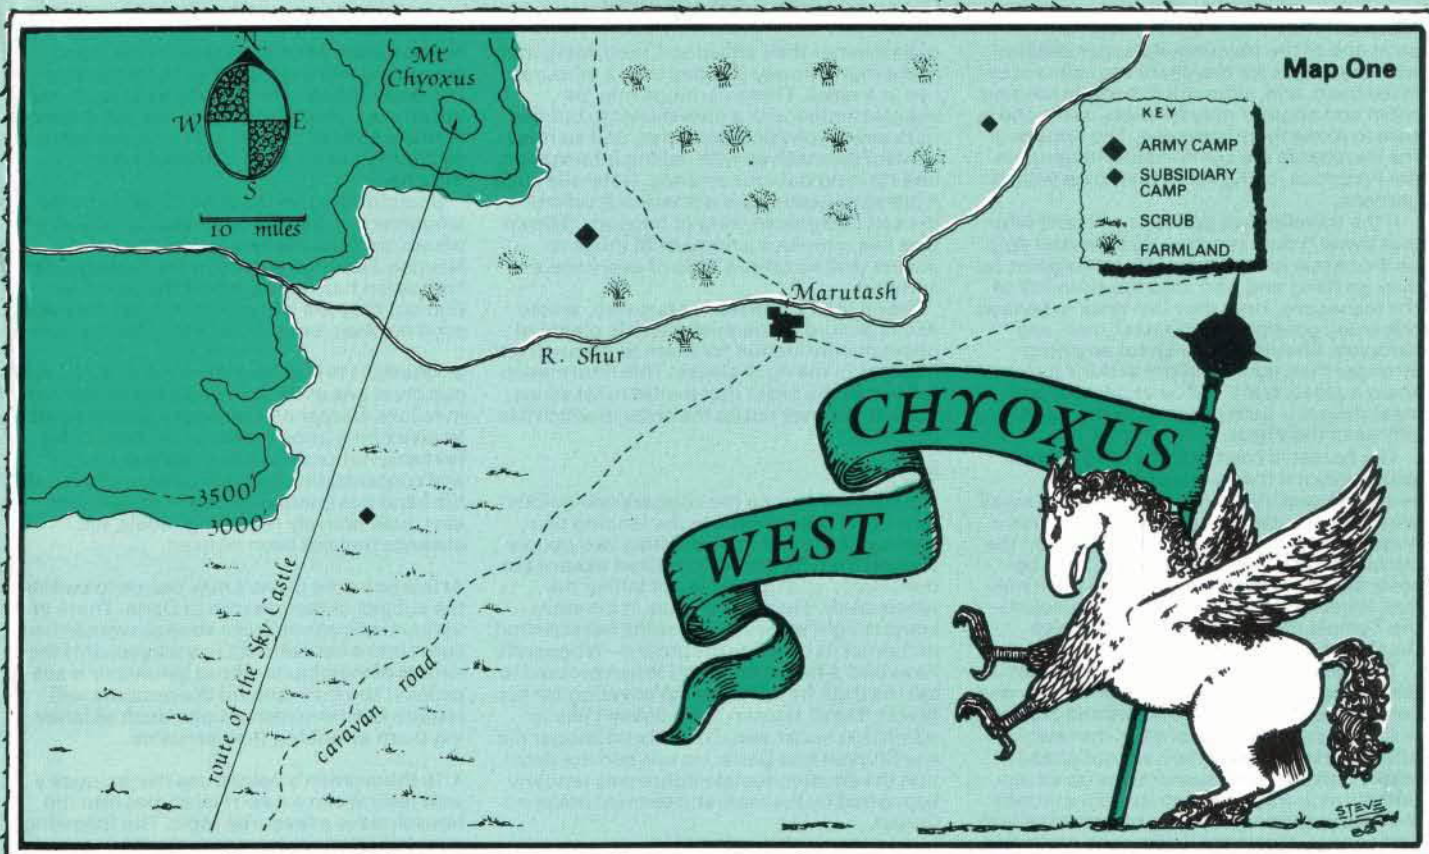 Map One
N
W E
S
10 miles
Mt
Chyoxus
KEY
ARMY CAMP
SUBSIDIARY
CAMP
SCRUB
FARMLAND
Marutash
R. Shur
3500'
3000'
route of the Sky Castle
caravan road
WEST
CHYOXUS
STEVE